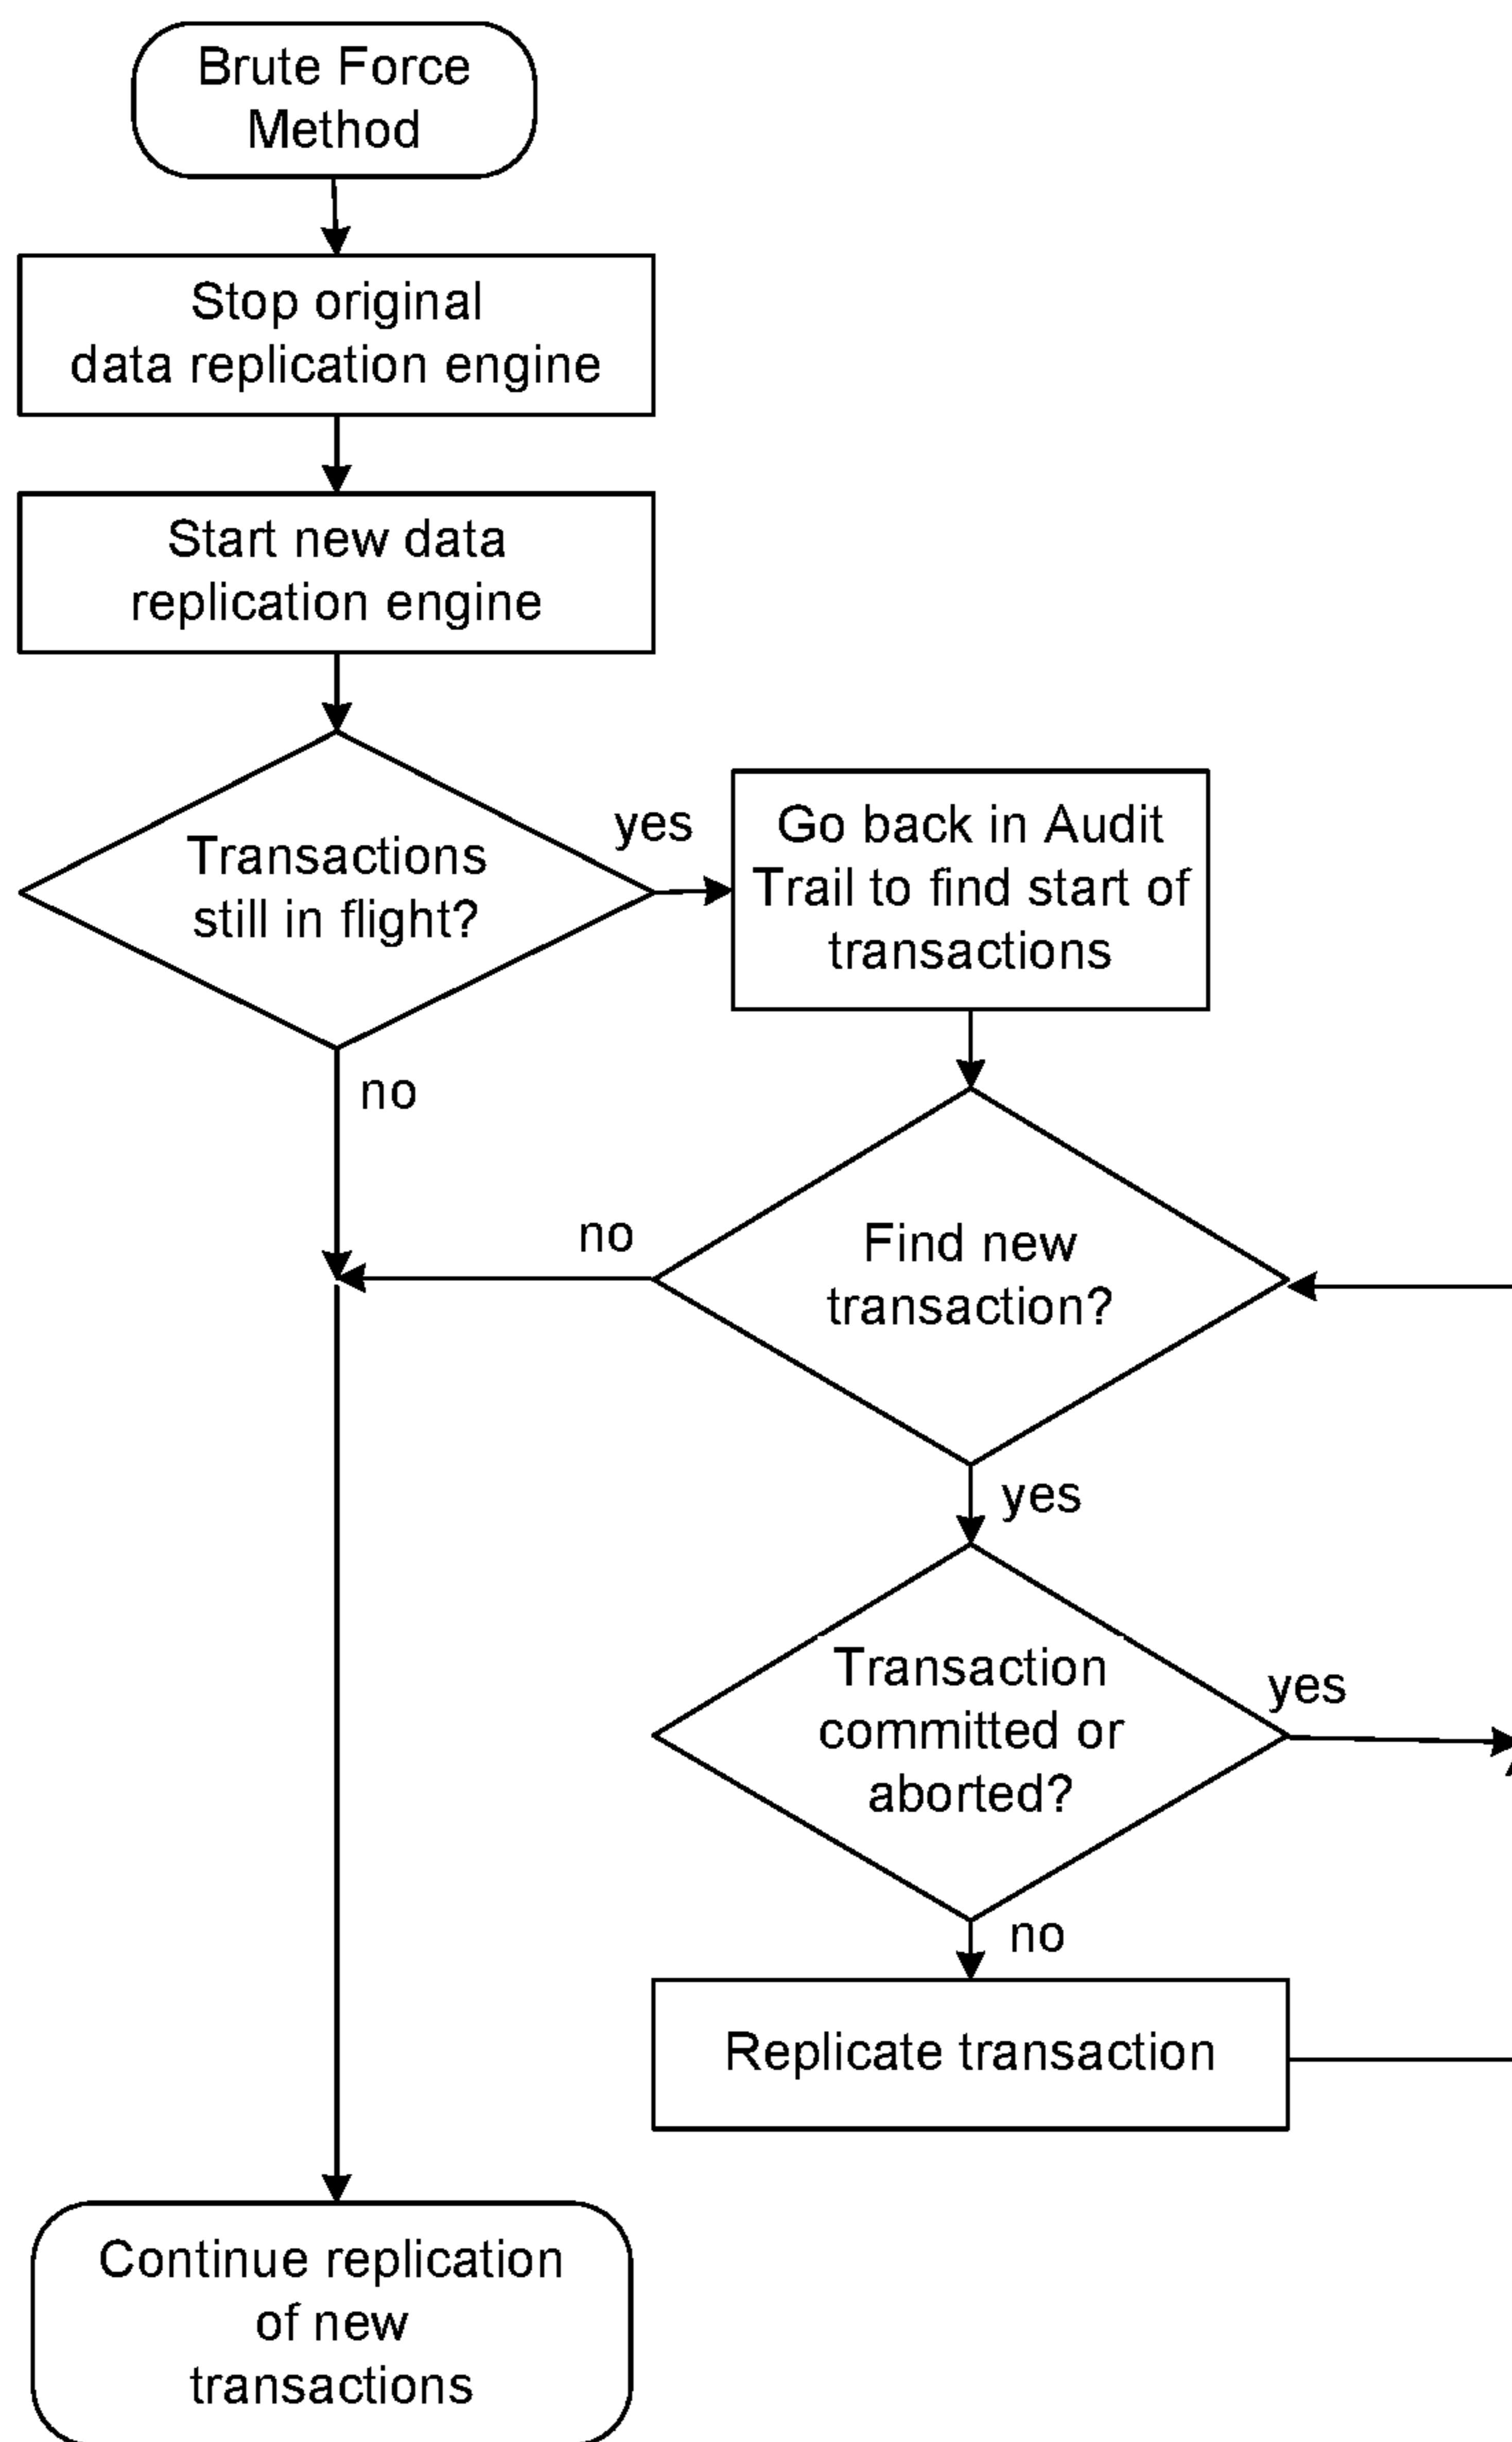 Brute Force
Method
Stop original
data replication engine
Start new data
replication engine
Transactions
still in flight?
yes
Go back in Audit
Trail to find start of
transactions
no
Find new
transaction?
no
yes
Transaction
committed or
aborted?
yes
no
Replicate transaction
Continue replication
of new
transactions